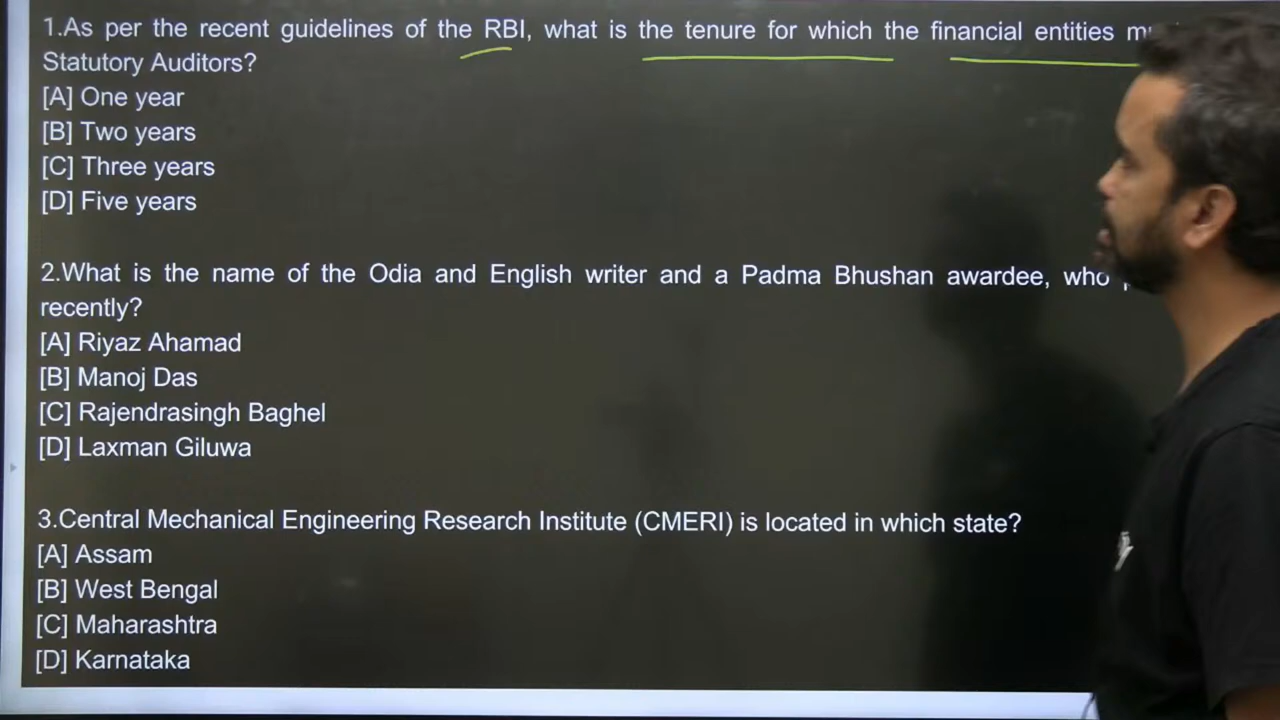 1.As per the recent guidelines of the RBI, what is the tenure for which the financial entities
Statutory Auditors?
[A] One year
[B] Two years
[C] Three years
[D] Five years
2.What is the name of the Odia and English writer and a Padma Bhushan awardee, who
recently?
[A] Riyaz Ahamad
[B] Manoj Das
[C] Rajendrasingh Baghel
[D] Laxman Giluwa
3.Central Mechanical Engineering Research Institute (CMERI) is located in which state?
[A] Assam
[B] West Bengal
[C] Maharashtra
[D] Karnataka